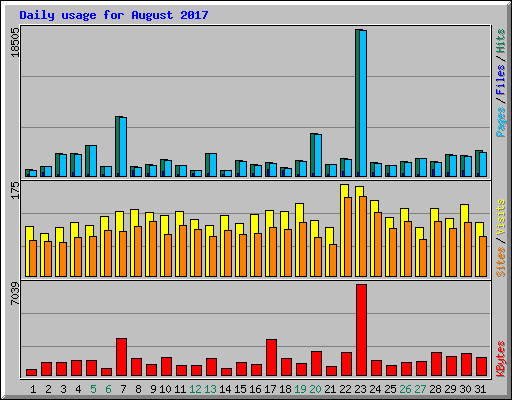 Daily usage for August 2017
18505
175
7039
Pages / Files / Hits
Sites / Visits
KBytes
1 2 3 4 5 6 7 8 9 10 11 12 13 14 15 16 17 18 19 20 21 22 23 24 25 26 27 28 29 30 31